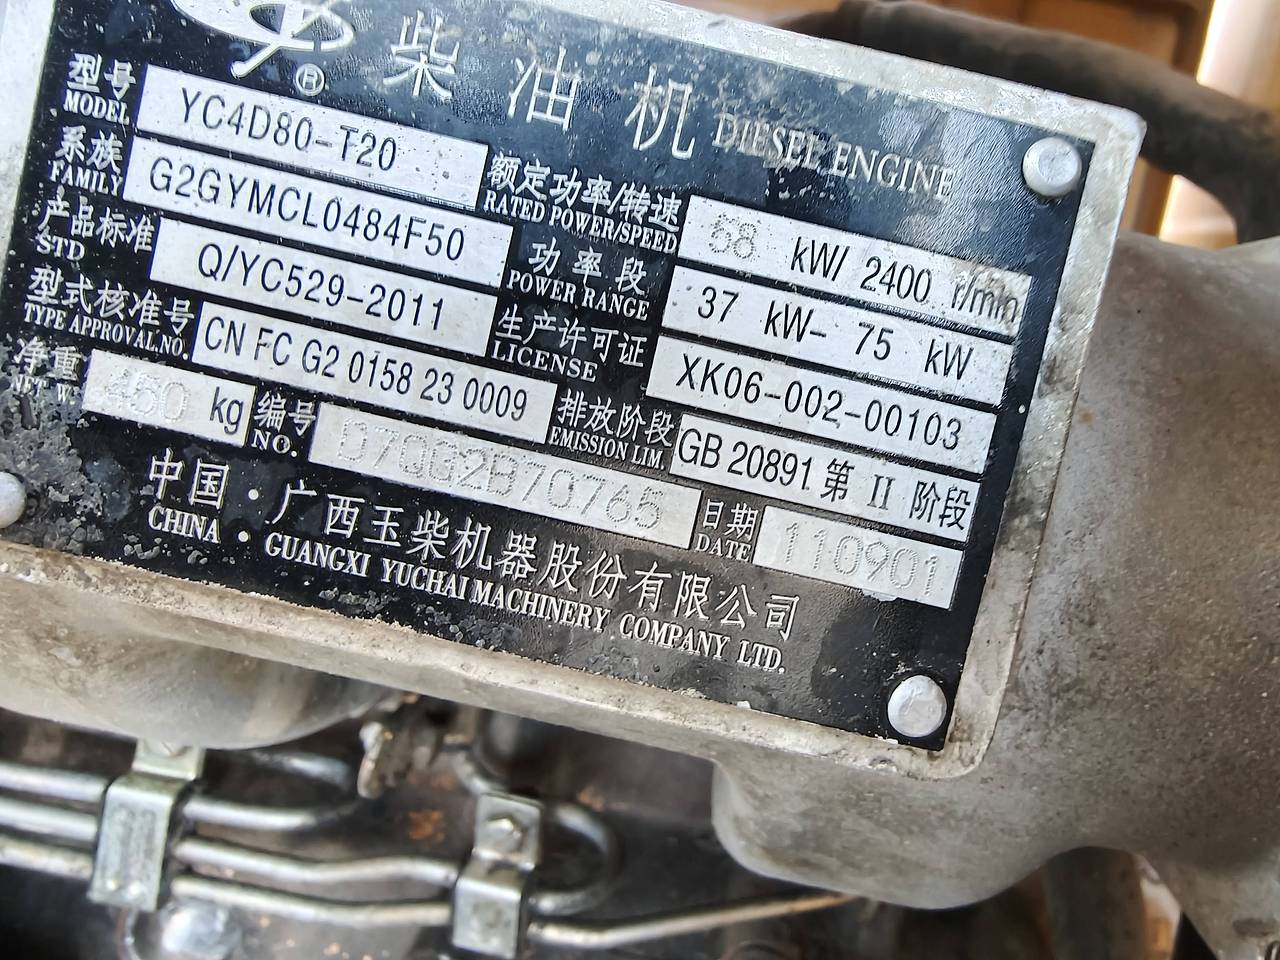 ® 柴油机 DIESEL ENGINE
型号 MODEL YC4D80-T20
额定功率/转速 RATED POWER/SPEED 58 kW/ 2400 r/min
系族 FAMILY G2GYMCL0484F50
功率段 POWER RANGE 37 kW- 75 kW
产品标准 STD Q/YC529-2011
生产许可证 LICENSE XK06-002-00103
型式核准号 TYPE APPROVAL.NO. CN FC G2 0158 23 0009
排放阶段 EMISSION LIM. GB 20891 第 II 阶段
净重 NET. W. 450 kg
编号 NO. D7QG2B70765
日期 DATE 110901
中国·广西玉柴机器股份有限公司
CHINA · GUANGXI YUCHAI MACHINERY COMPANY LTD.